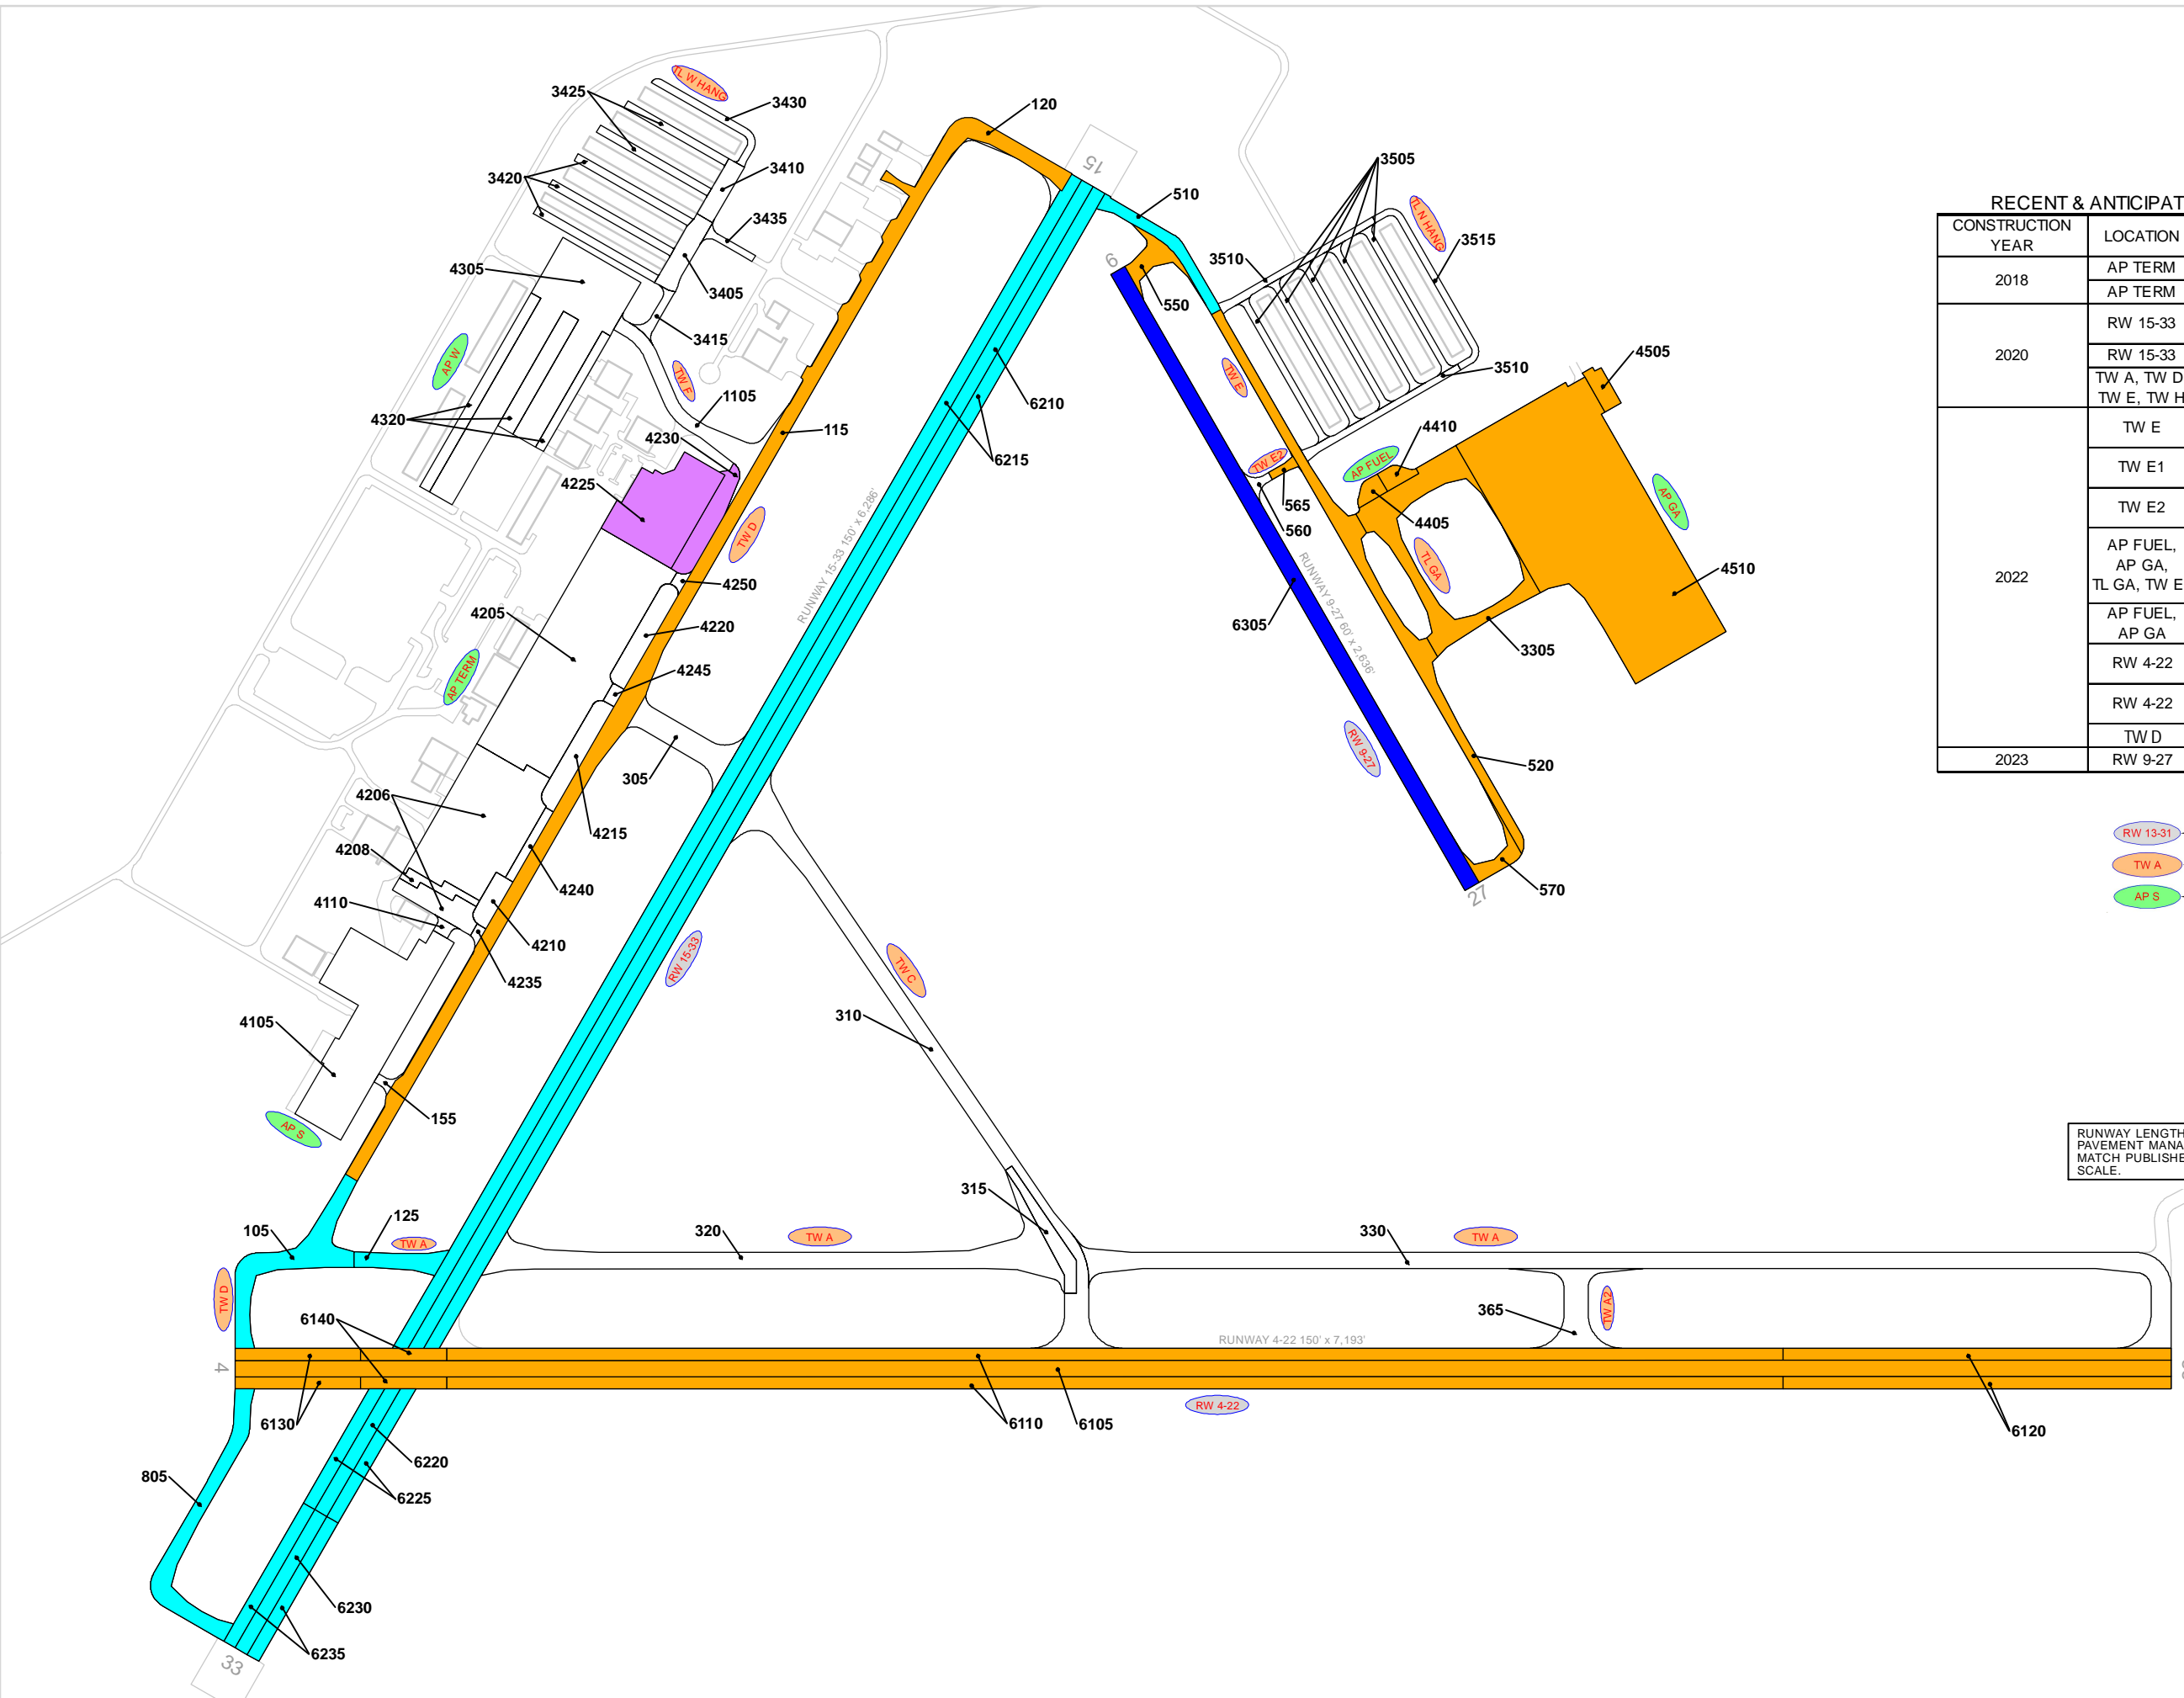 TL W HANG
3425
3430
120
15
3420
3410
3505
3435
510
TL N HANG
3515
3510
4305
9
3405
550
3415
AP W
TW F
TW E
3510
4505
1105
4320
115
6210
4410
4230
6215
TW E2
AP FUEL
4225
565
4405
AP GA
TW D
560
RUNWAY 15-33 150' x 6,286'
4250
TL GA
4510
RUNWAY 9-27 60' x 2,636'
4205
4220
6305
3305
4245
AP TERM
RW 9-27
305
520
4206
4215
4208
4240
570
27
4110
4210
RW 15-33
TW C
4235
4105
310
155
AP S
315
125
105
320
TW A
TW A
330
TW A
TW D
365
TW A2
6140
RUNWAY 4-22 150' x 7,193'
4
RW 4-22
6130
6110
6105
6120
6220
805
6225
6230
6235
33
RECENT & ANTICIPAT
CONSTRUCTION
YEAR
LOCATION
2018
AP TERM
AP TERM
2020
RW 15-33
RW 15-33
TW A, TW D
TW E, TW H
2022
TW E
TW E1
TW E2
AP FUEL,
AP GA,
TL GA, TW E
AP FUEL,
AP GA
RW 4-22
RW 4-22
TW D
2023
RW 9-27
RW 13-31
TW A
AP S
RUNWAY LENGTH
PAVEMENT MANA
MATCH PUBLISHE
SCALE.